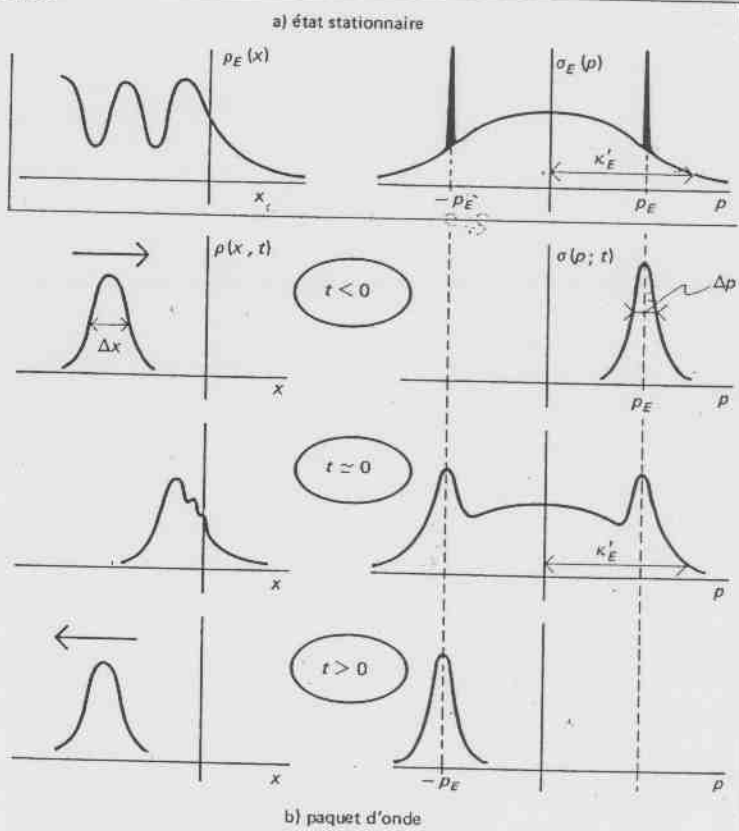 a) état stationnaire
ρ_E (x)
σ_E (p)
κ'_E
x
− p_E
p_E
p
ρ(x , t)
t < 0
σ(p ; t)
Δp
Δx
x
p_E
p
t ≃ 0
κ'_E
x
p
t > 0
x
− p_E
p
b) paquet d'onde